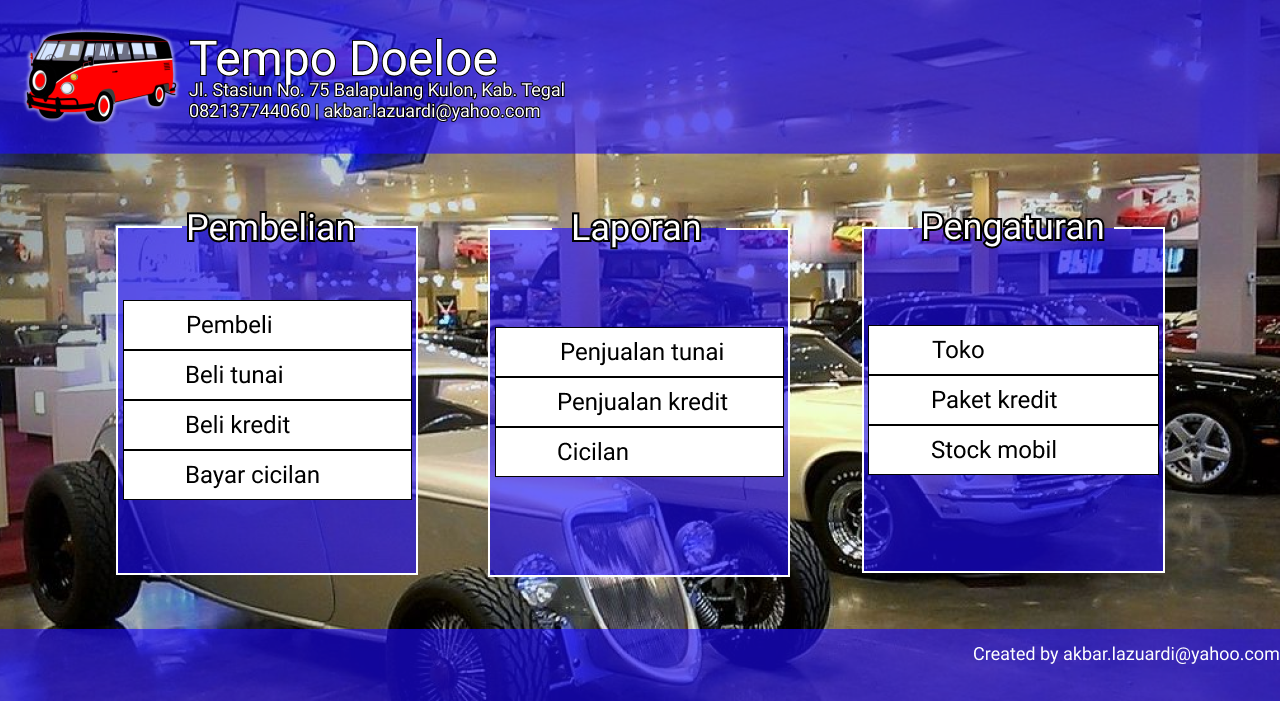 Tempo Doeloe
Jl. Stasiun No. 75 Balapulang Kulon, Kab. Tegal
082137744060 | akbar.lazuardi@yahoo.com
Pembelian
Pembeli
Beli tunai
Beli kredit
Bayar cicilan
Laporan
Penjualan tunai
Penjualan kredit
Cicilan
Pengaturan
Toko
Paket kredit
Stock mobil
Created by akbar.lazuardi@yahoo.com